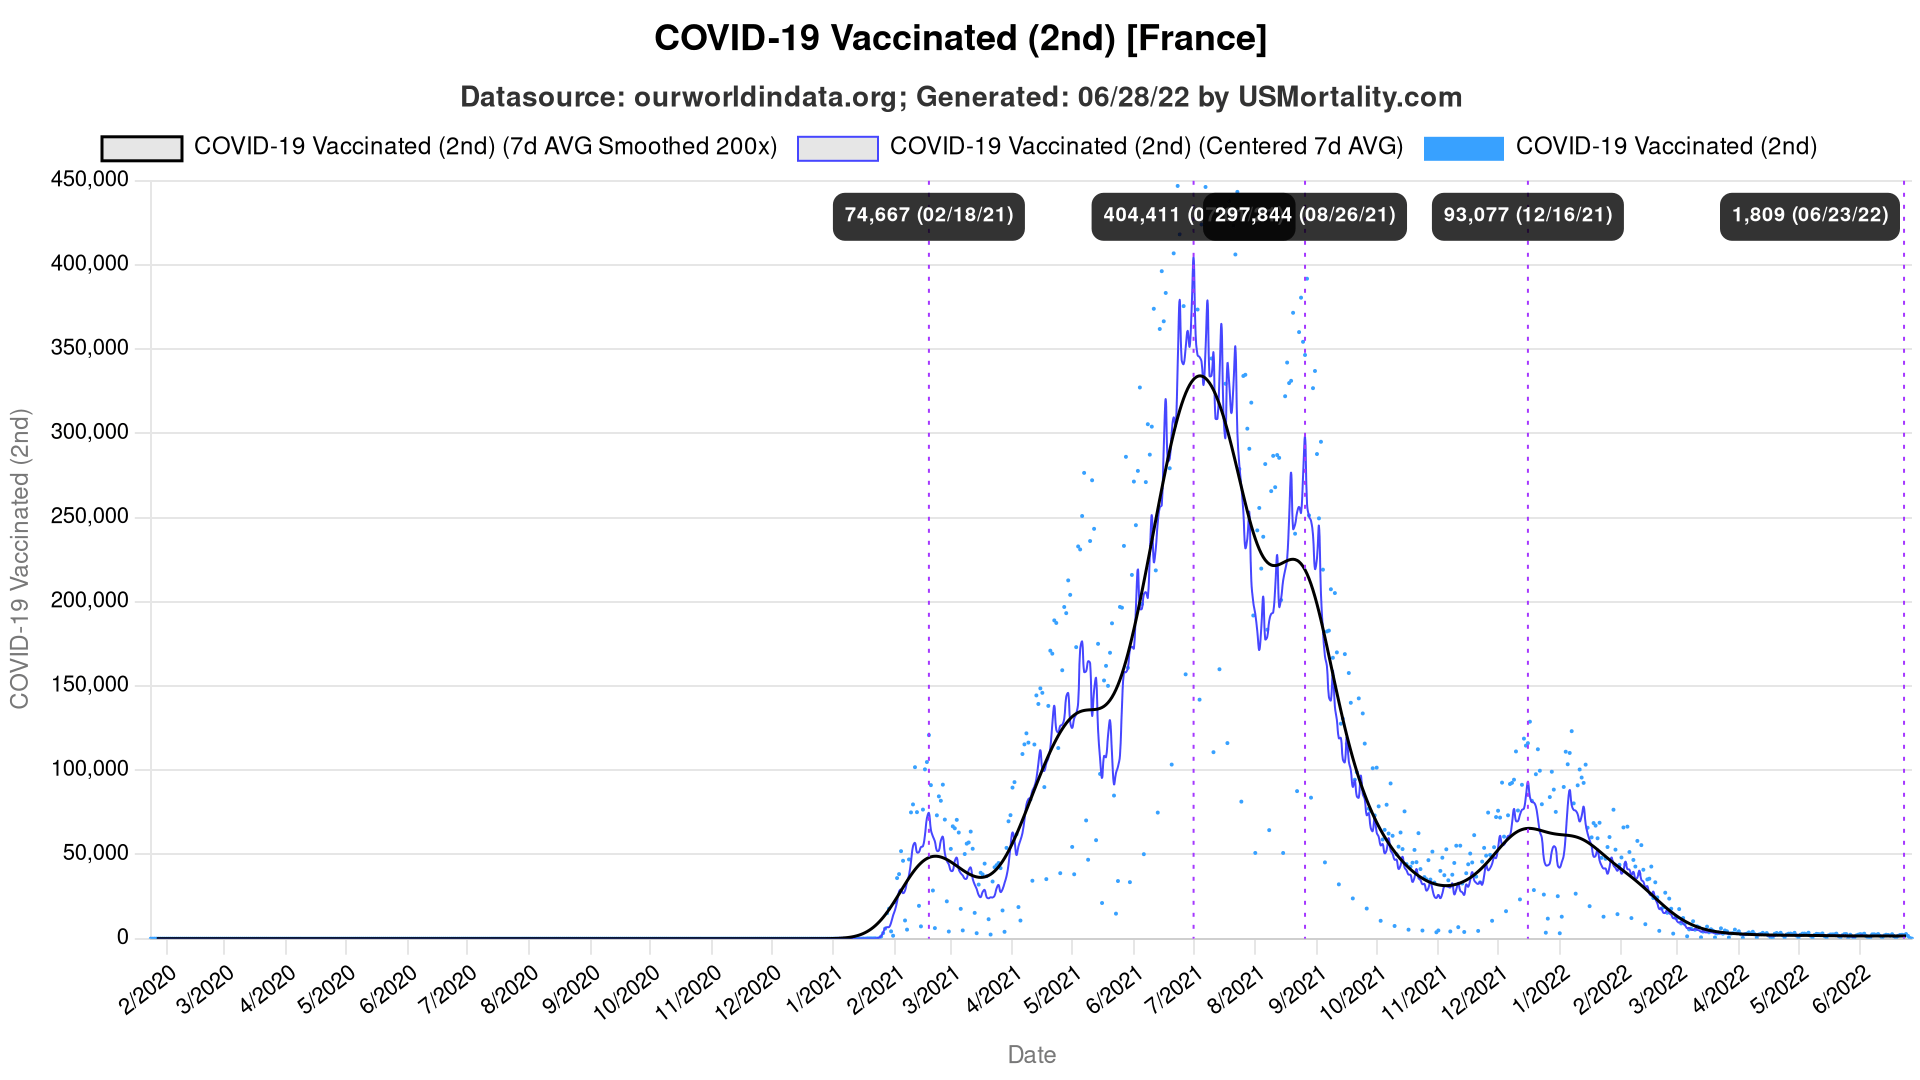 COVID-19 Vaccinated (2nd) [France]
Datasource: ourworldindata.org; Generated: 06/28/22 by USMortality.com
COVID-19 Vaccinated (2nd) (7d AVG Smoothed 200x) COVID-19 Vaccinated (2nd) (Centered 7d AVG) COVID-19 Vaccinated (2nd)
74,667 (02/18/21) 404,411 297,844 (08/26/21) 93,077 (12/16/21) 1,809 (06/23/22)
COVID-19 Vaccinated (2nd)
450,000
400,000
350,000
300,000
250,000
200,000
150,000
100,000
50,000
0
2/2020 3/2020 4/2020 5/2020 6/2020 7/2020 8/2020 9/2020 10/2020 11/2020 12/2020 1/2021 2/2021 3/2021 4/2021 5/2021 6/2021 7/2021 8/2021 9/2021 10/2021 11/2021 12/2021 1/2022 2/2022 3/2022 4/2022 5/2022 6/2022
Date